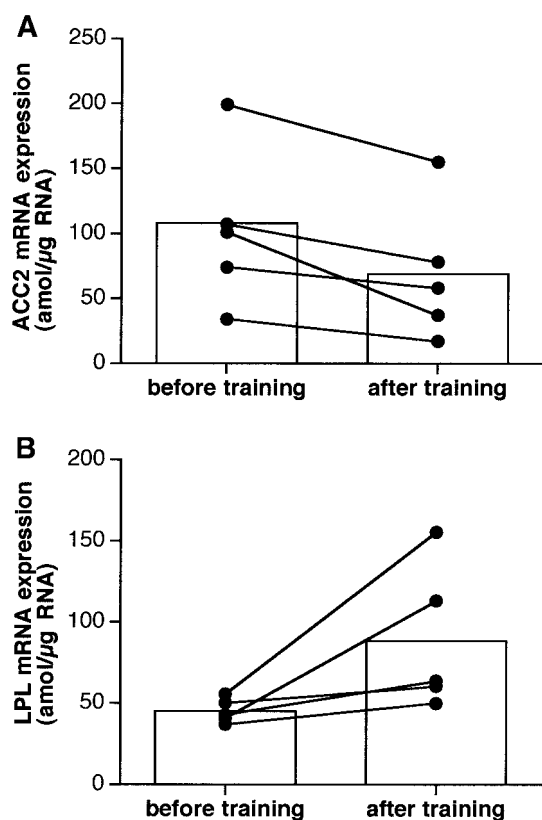 A
ACC2 mRNA expression
(amol/µg RNA)
250
200
150
100
50
0
before training after training
B
LPL mRNA expression
(amol/µg RNA)
200
150
100
50
0
before training after training